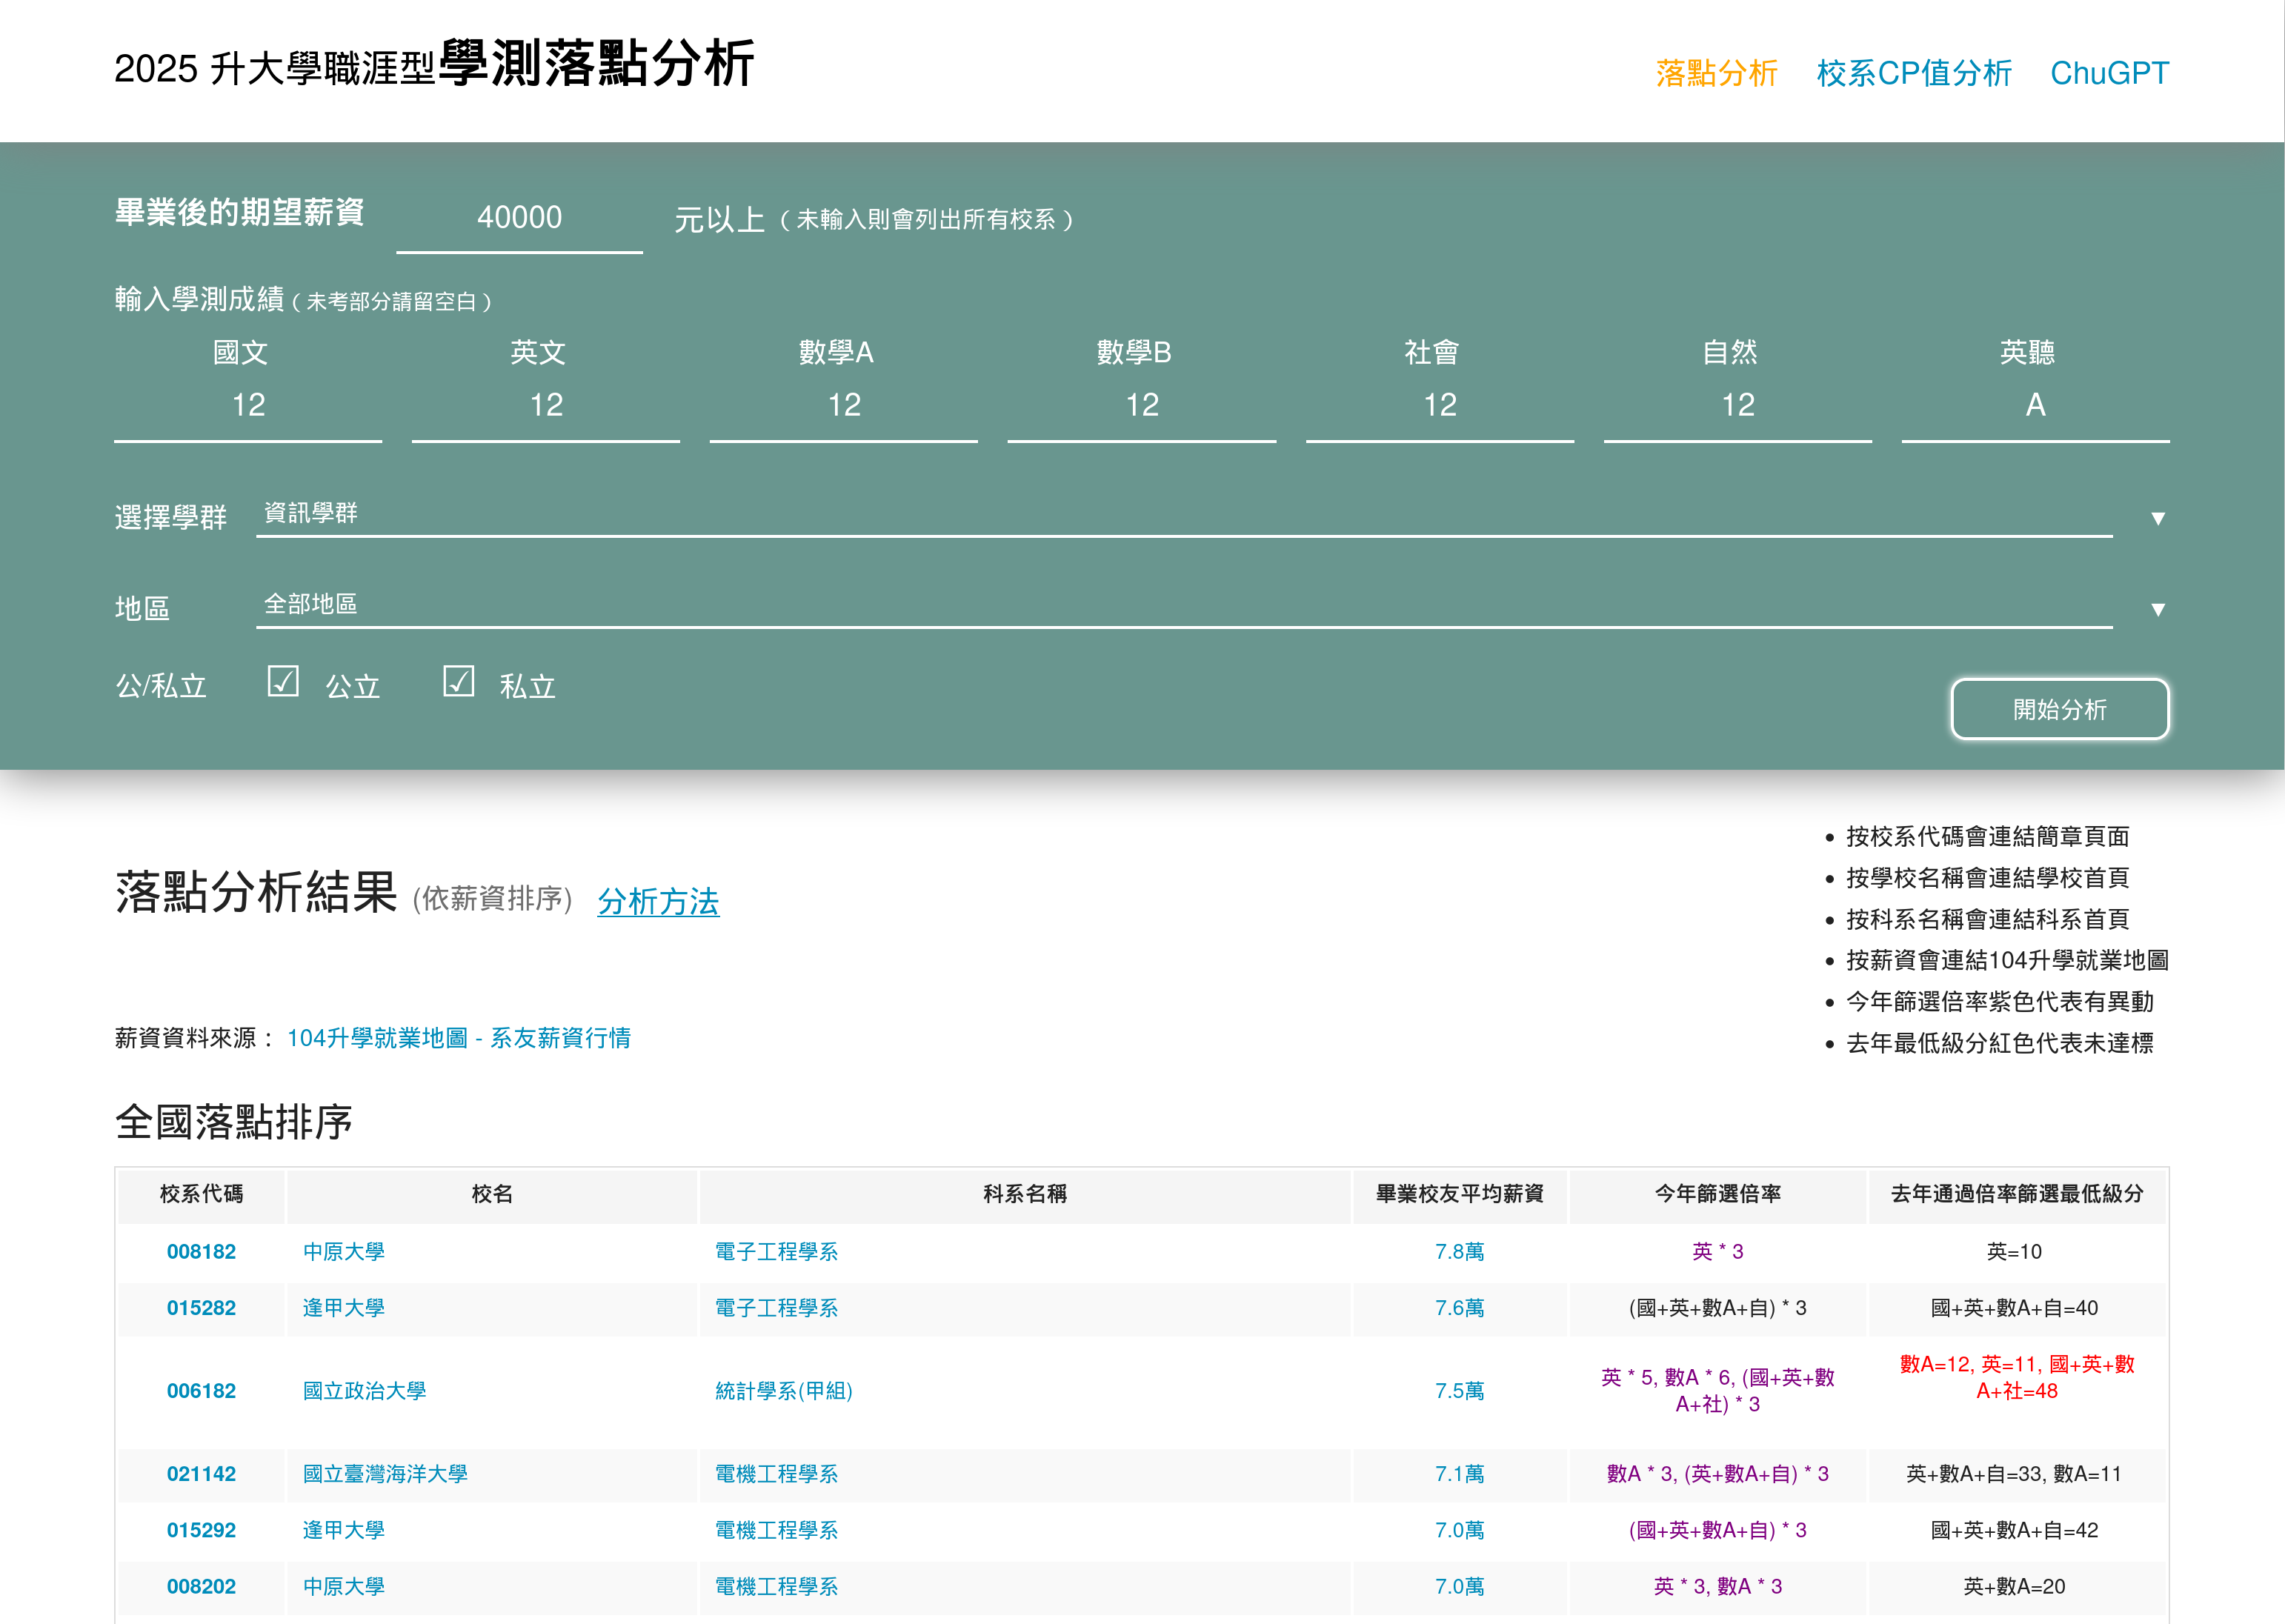 2025 升大學職涯型學測落點分析
落點分析 校系CP值分析 ChuGPT
畢業後的期望薪資 40000 元以上（未輸入則會列出所有校系）
輸入學測成績（未考部分請留空白）
國文 英文 數學A 數學B 社會 自然 英聽
12 12 12 12 12 12 A
選擇學群 資訊學群 ▼
地區 全部地區 ▼
公/私立 ☑ 公立 ☑ 私立
開始分析
• 按校系代碼會連結簡章頁面
• 按學校名稱會連結學校首頁
• 按科系名稱會連結科系首頁
• 按薪資會連結104升學就業地圖
• 今年篩選倍率紫色代表有異動
• 去年最低級分紅色代表未達標
落點分析結果 (依薪資排序) 分析方法
薪資資料來源： 104升學就業地圖 - 系友薪資行情
全國落點排序
校系代碼 校名 科系名稱 畢業校友平均薪資 今年篩選倍率 去年通過倍率篩選最低級分
008182 中原大學 電子工程學系 7.8萬 英 * 3 英=10
015282 逢甲大學 電子工程學系 7.6萬 (國+英+數A+自) * 3 國+英+數A+自=40
006182 國立政治大學 統計學系(甲組) 7.5萬 英 * 5, 數A * 6, (國+英+數
A+社) * 3 數A=12, 英=11, 國+英+數
A+社=48
021142 國立臺灣海洋大學 電機工程學系 7.1萬 數A * 3, (英+數A+自) * 3 英+數A+自=33, 數A=11
015292 逢甲大學 電機工程學系 7.0萬 (國+英+數A+自) * 3 國+英+數A+自=42
008202 中原大學 電機工程學系 7.0萬 英 * 3, 數A * 3 英+數A=20